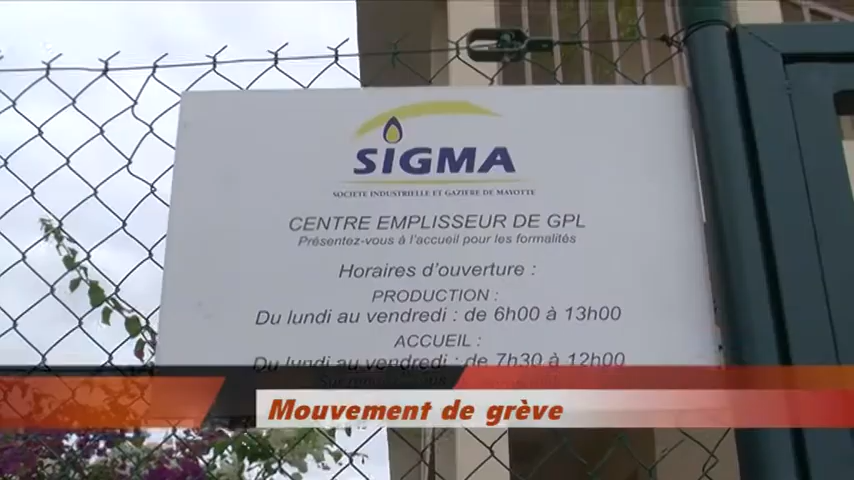 SIGMA
SOCIETE INDUSTRIELLE ET GAZIERE DE MAYOTTE
CENTRE EMPLISSEUR DE GPL
Présentez-vous à l'accueil pour les formalités
Horaires d'ouverture :
PRODUCTION :
Du lundi au vendredi : de 6h00 à 13h00
ACCUEIL :
Du lundi au vendredi : de 7h30 à 12h00
Mouvement de grève